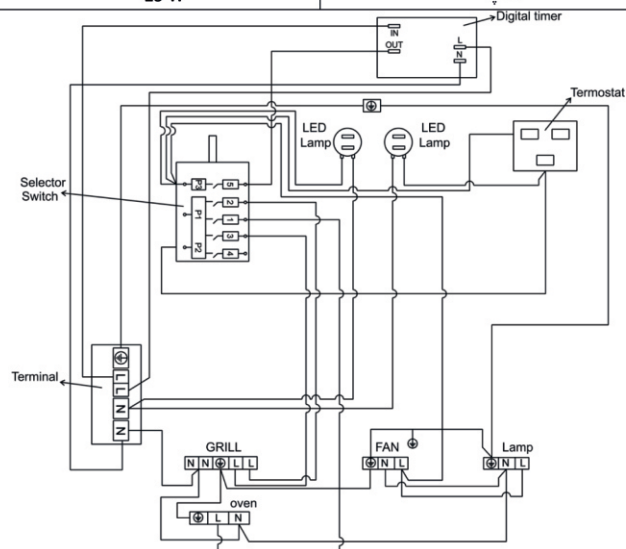 Digital timer
IN
OUT
L
N
Termostat
LED
Lamp
LED
Lamp
Selector
Switch
P3
5
P1
2
1
P2
3
4
Terminal
L
L
N
N
GRILL
N N L L
FAN
N L
Lamp
N L
oven
L N